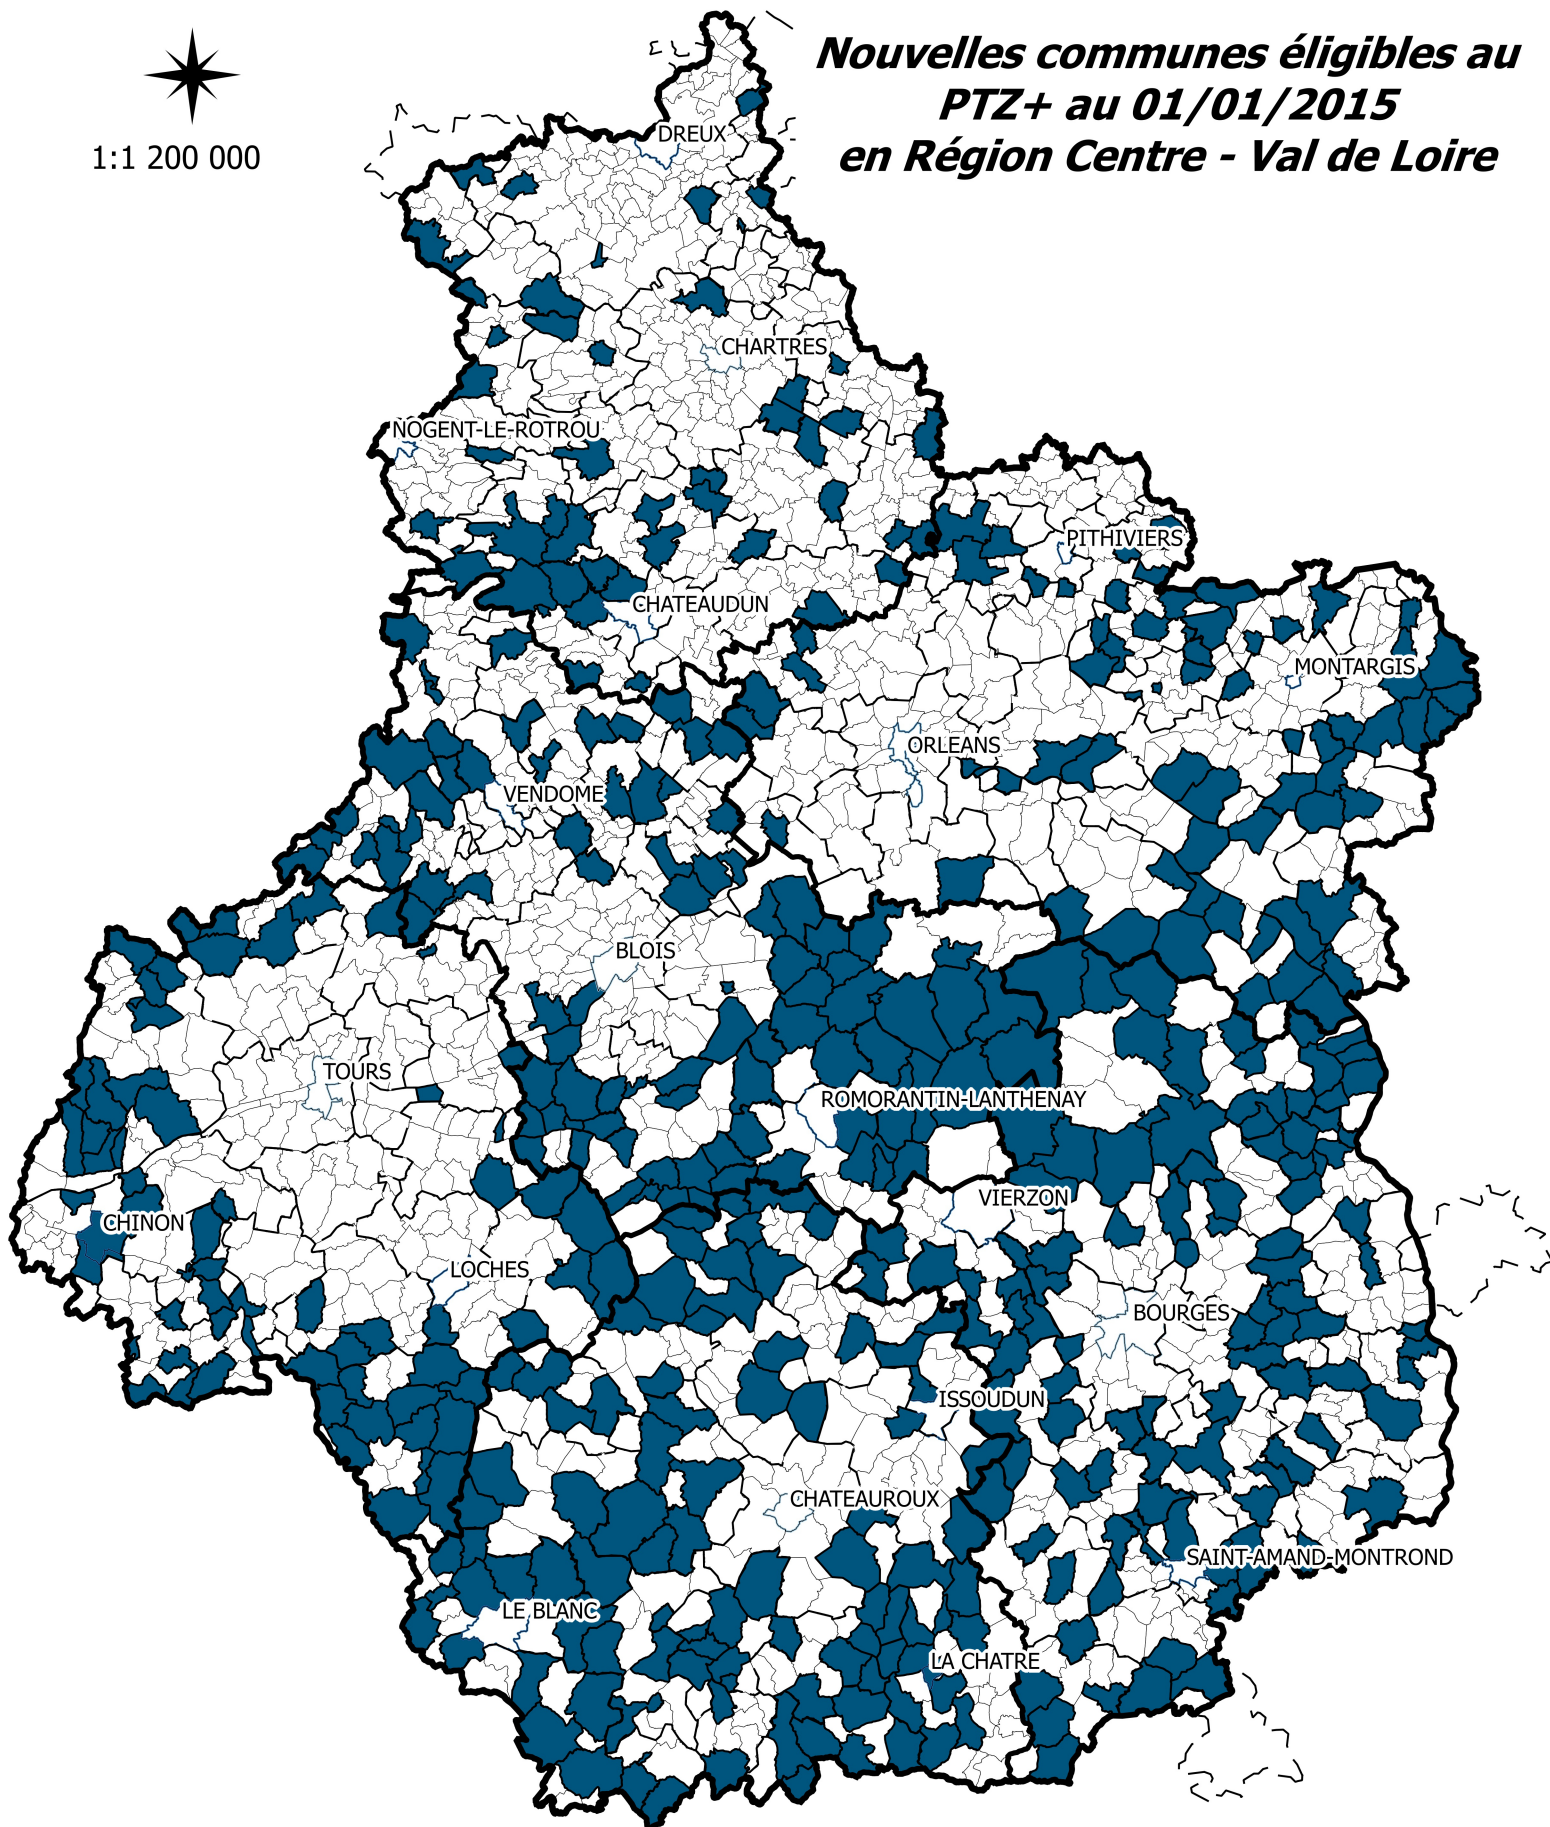 Nouvelles communes éligibles au
PTZ+ au 01/01/2015
en Région Centre - Val de Loire
1:1 200 000
DREUX
CHARTRES
NOGENT-LE-ROTROU
PITHIVIERS
CHATEAUDUN
MONTARGIS
ORLEANS
VENDOME
BLOIS
TOURS
ROMORANTIN-LANTHENAY
VIERZON
CHINON
LOCHES
BOURGES
ISSOUDUN
CHATEAUROUX
SAINT-AMAND-MONTROND
LE BLANC
LA CHATRE